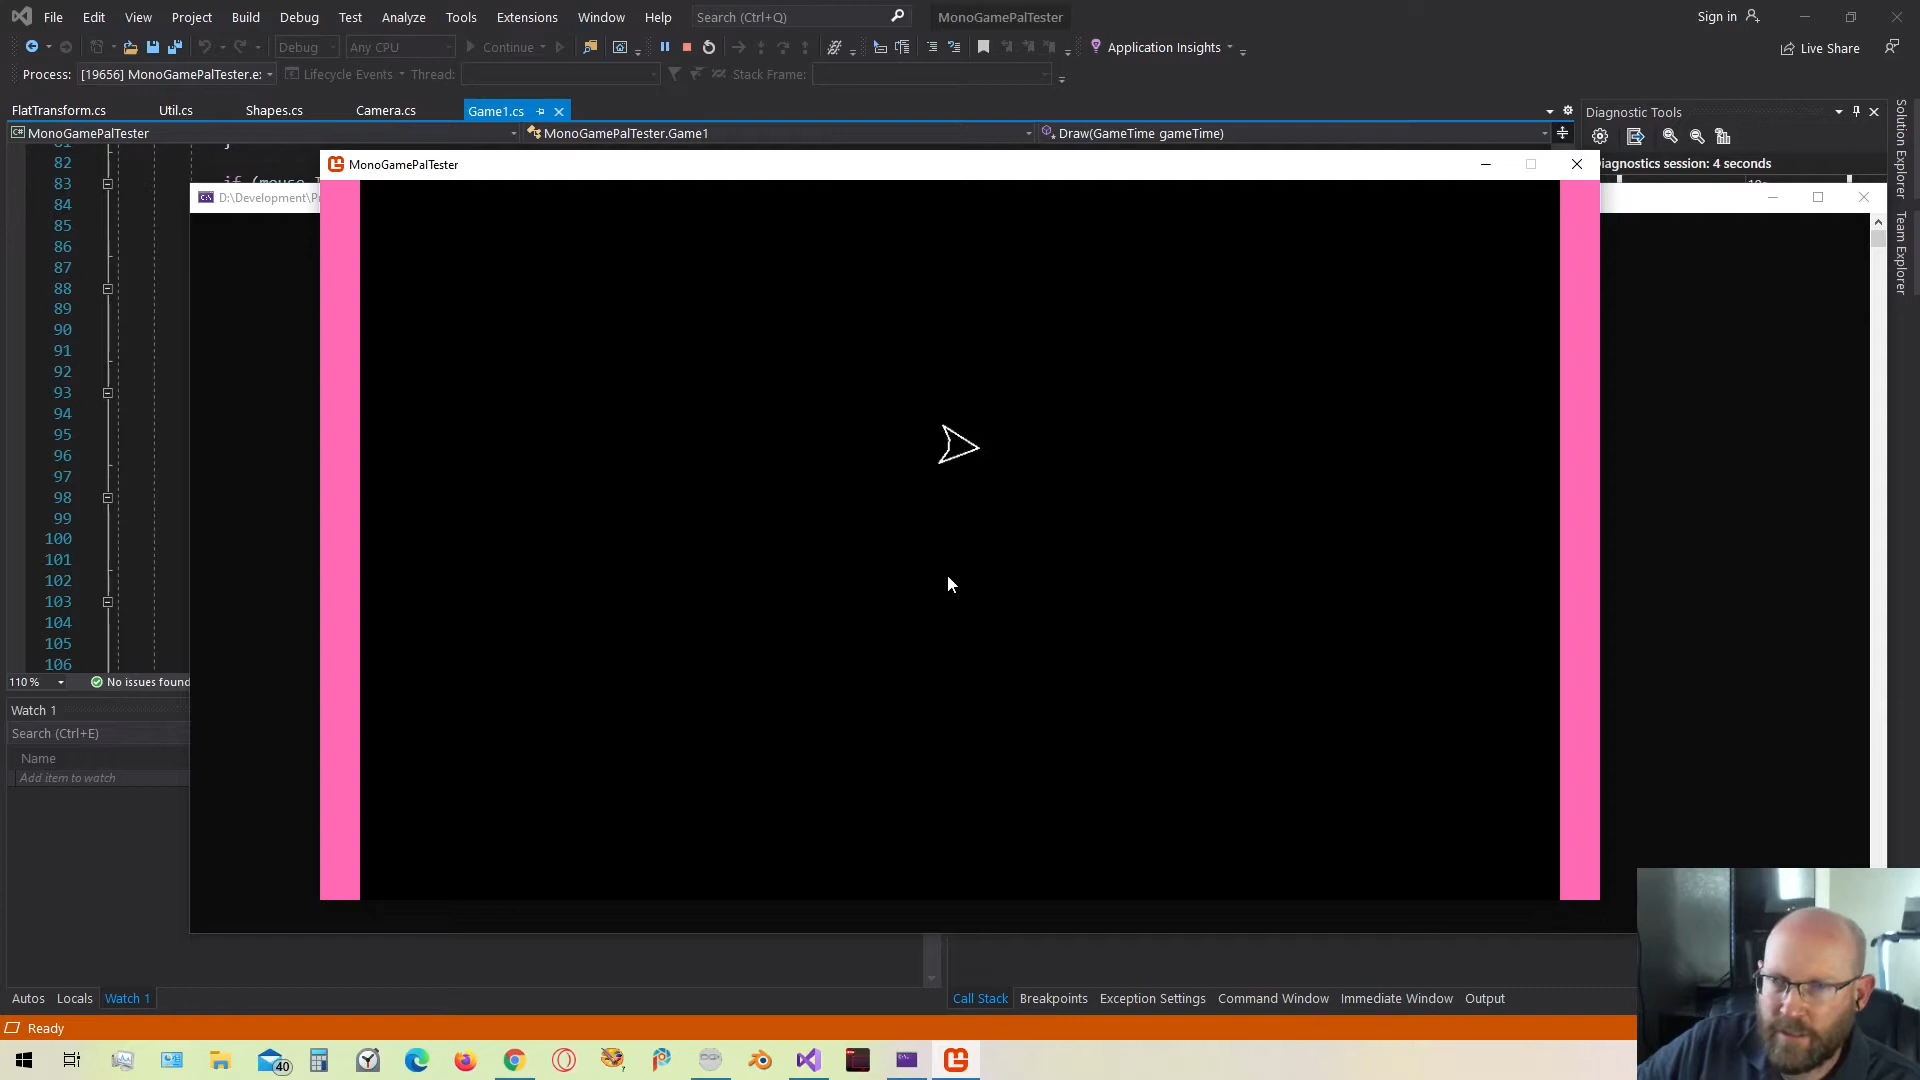 File Edit View Project Build Debug Test Analyze Tools Extensions Window Help Search (Ctrl+Q) MonoGamePalTester Sign in
Debug Any CPU Continue Application Insights Live Share
Process: [19656] MonoGamePalTester.e Lifecycle Events Thread: Stack Frame:
FlatTransform.cs Util.cs Shapes.cs Camera.cs Game1.cs Diagnostic Tools
MonoGamePalTester MonoGamePalTester.Game1 Draw(GameTime gameTime)
MonoGamePalTester
iagnostics session: 4 seconds
D:\Development\P
82
83 if (mouse.
84
85
86
87
88
89
90
91
92
93
94
95
96
97
98
99
100
101
102
103
104
105
106
Solution Explorer
Team Explorer
110 % No issues found
Watch 1
Search (Ctrl+E)
Name
Add item to watch
Autos Locals Watch 1 Call Stack Breakpoints Exception Settings Command Window Immediate Window Output
Ready
40